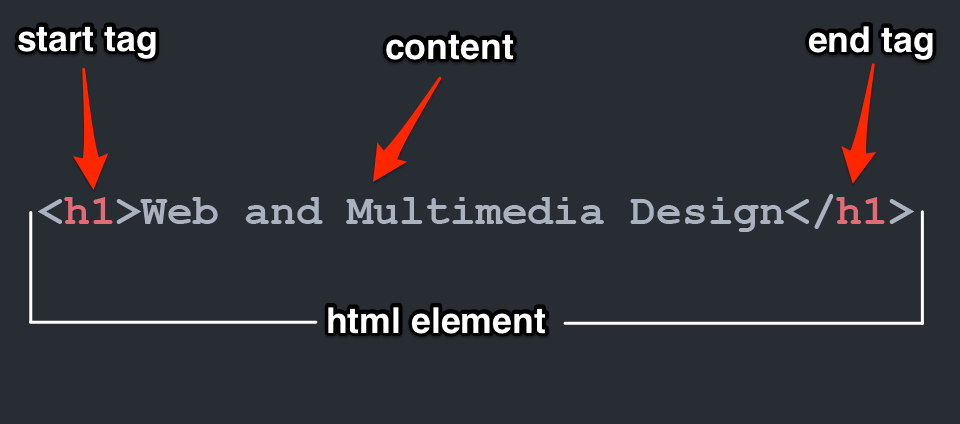 start tag
content
end tag
<h1>Web and Multimedia Design</h1>
html element